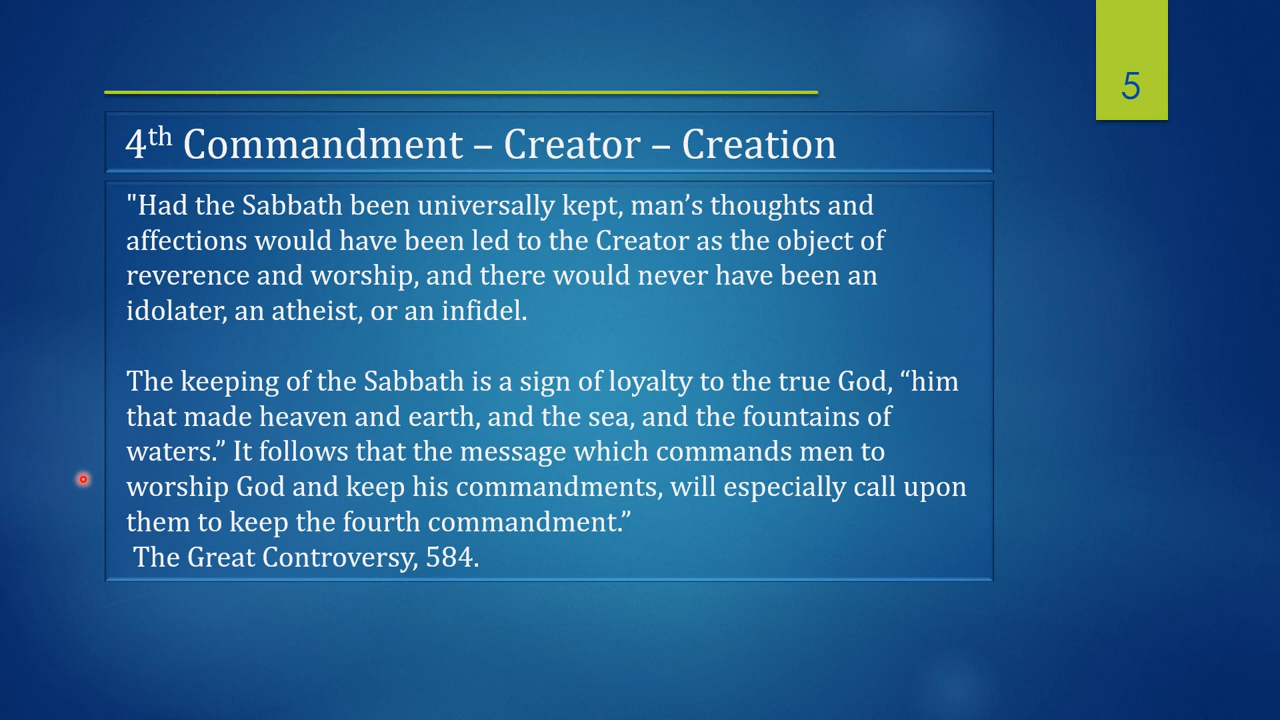 5
4th Commandment – Creator – Creation
"Had the Sabbath been universally kept, man’s thoughts and
affections would have been led to the Creator as the object of
reverence and worship, and there would never have been an
idolater, an atheist, or an infidel.
The keeping of the Sabbath is a sign of loyalty to the true God, “him
that made heaven and earth, and the sea, and the fountains of
waters.” It follows that the message which commands men to
worship God and keep his commandments, will especially call upon
them to keep the fourth commandment.”
The Great Controversy, 584.